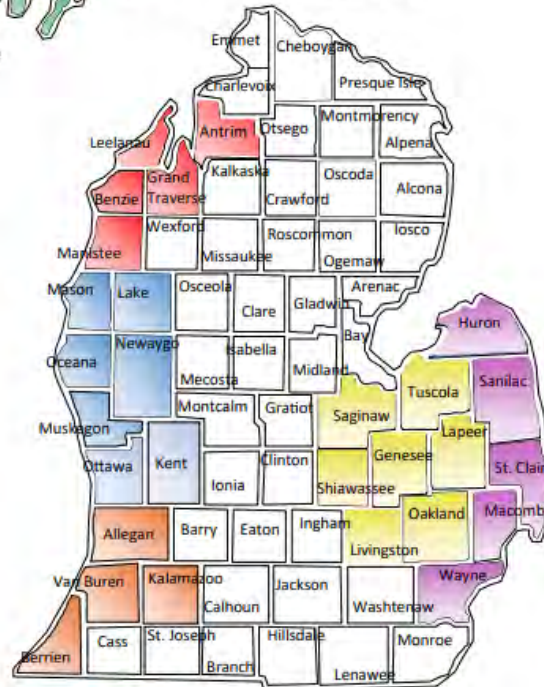 Emmet
Cheboygan
Charlevoix
Presque Isle
Leelanau
Antrim
Otsego
Montmorency
Alpena
Benzie
Grand
Traverse
Kalkaska
Crawford
Oscoda
Alcona
Manistee
Wexford
Missaukee
Roscommon
Ogemaw
Iosco
Mason
Lake
Osceola
Clare
Gladwin
Arenac
Huron
Oceana
Newaygo
Mecosta
Isabella
Midland
Bay
Tuscola
Sanilac
Muskegon
Montcalm
Gratiot
Saginaw
Lapeer
Ottawa
Kent
Ionia
Clinton
Shiawassee
Genesee
St. Clair
Allegan
Barry
Eaton
Ingham
Livingston
Oakland
Macomb
Van Buren
Kalamazoo
Calhoun
Jackson
Washtenaw
Wayne
Berrien
Cass
St. Joseph
Branch
Hillsdale
Lenawee
Monroe